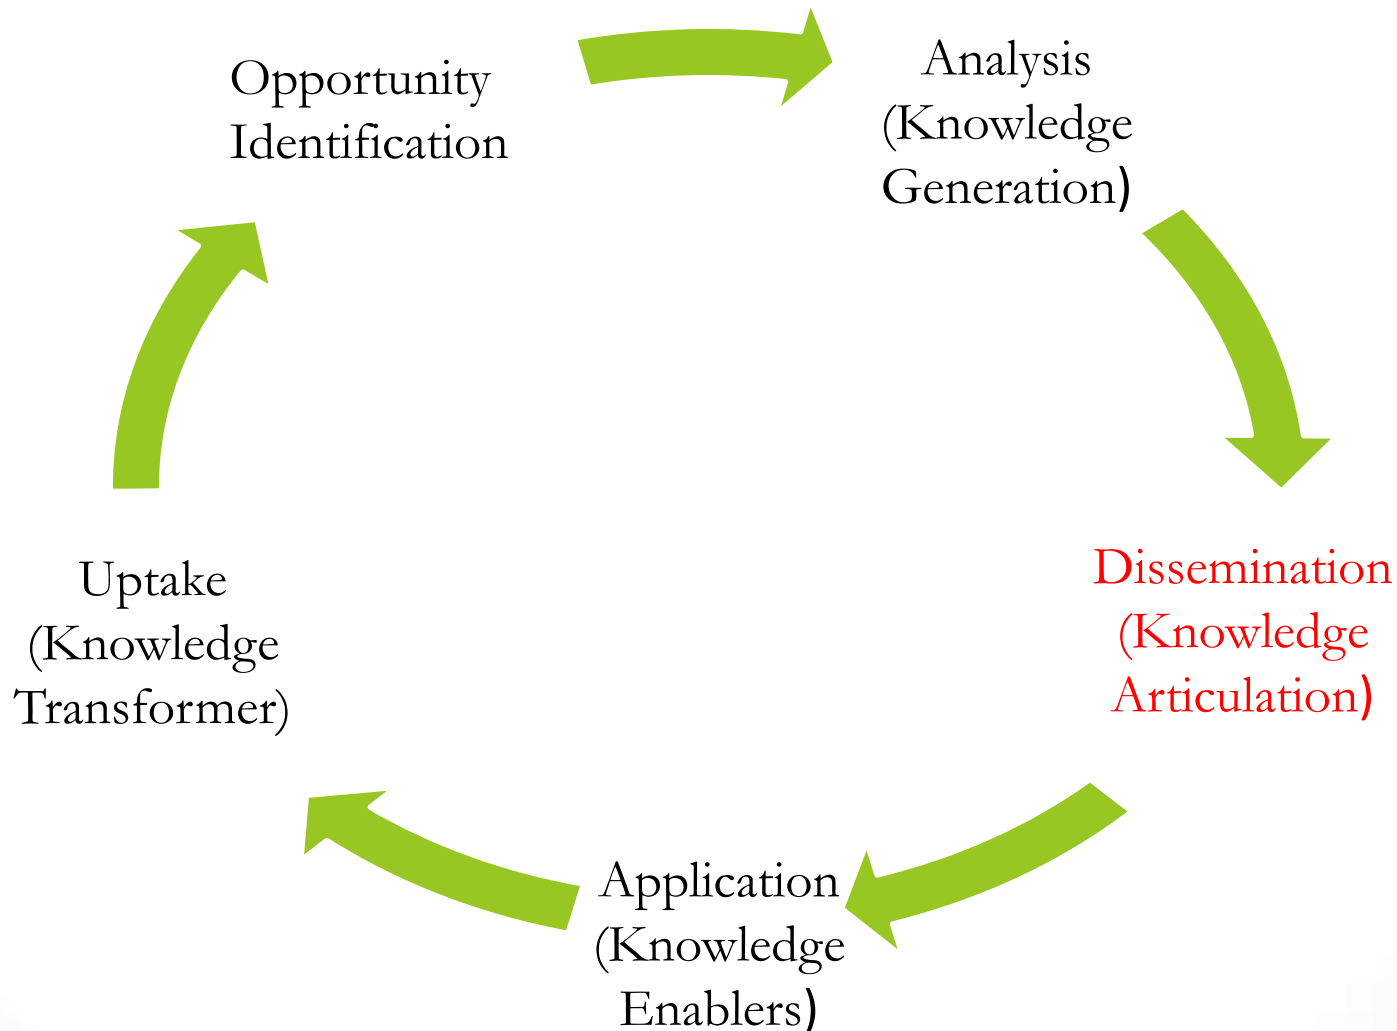 Opportunity
Identification
Analysis
(Knowledge
Generation)
Dissemination
(Knowledge
Articulation)
Application
(Knowledge
Enablers)
Uptake
(Knowledge
Transformer)